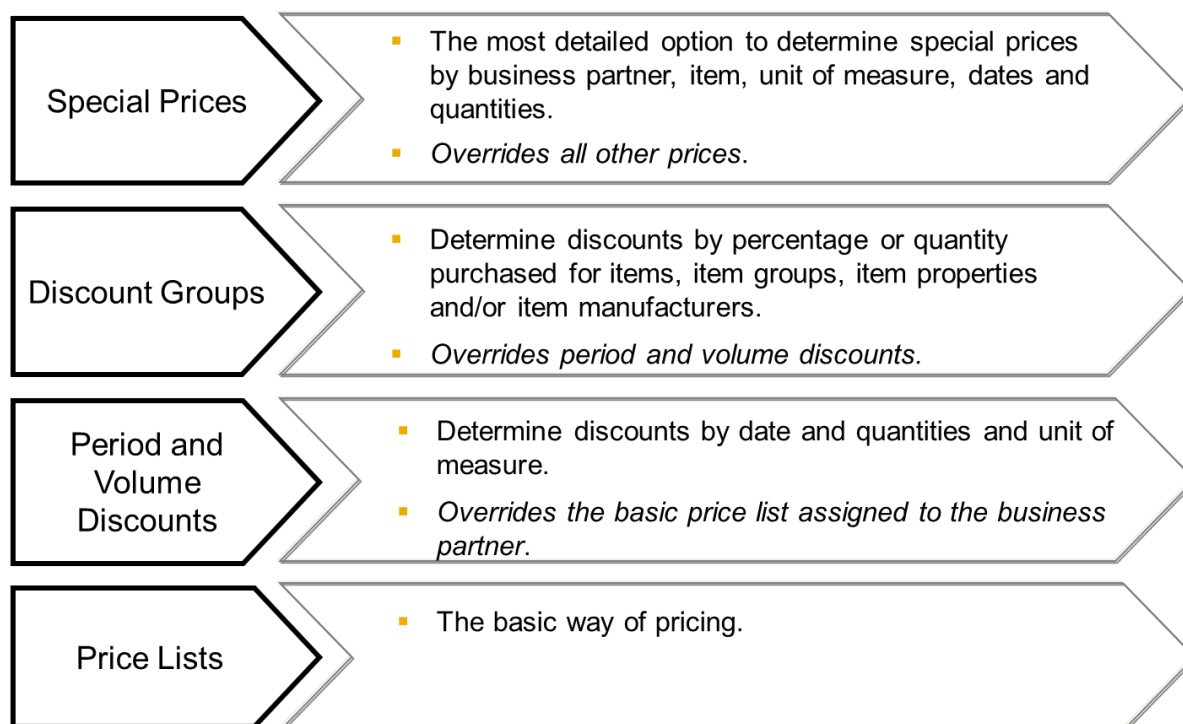 Special Prices
▪ The most detailed option to determine special prices
by business partner, item, unit of measure, dates and
quantities.
▪ Overrides all other prices.
Discount Groups
▪ Determine discounts by percentage or quantity
purchased for items, item groups, item properties
and/or item manufacturers.
▪ Overrides period and volume discounts.
Period and
Volume
Discounts
▪ Determine discounts by date and quantities and unit of
measure.
▪ Overrides the basic price list assigned to the business
partner.
Price Lists
▪ The basic way of pricing.